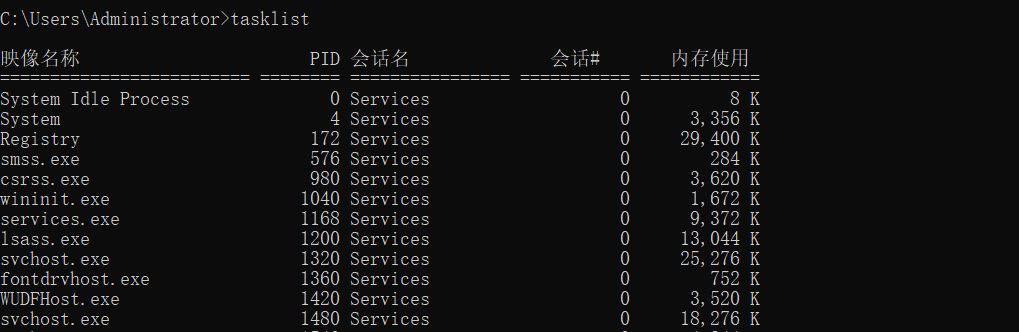 C:\Users\Administrator>tasklist
映像名称                       PID 会话名              会话#       内存使用
========================= ======== ================ =========== ============
System Idle Process              0 Services                   0          8 K
System                           4 Services                   0      3,356 K
Registry                       172 Services                   0     29,400 K
smss.exe                       576 Services                   0        284 K
csrss.exe                      980 Services                   0      3,620 K
wininit.exe                   1040 Services                   0      1,672 K
services.exe                  1168 Services                   0      9,372 K
lsass.exe                     1200 Services                   0     13,044 K
svchost.exe                   1320 Services                   0     25,276 K
fontdrvhost.exe               1360 Services                   0        752 K
WUDFHost.exe                  1420 Services                   0      3,520 K
svchost.exe                   1480 Services                   0     18,276 K